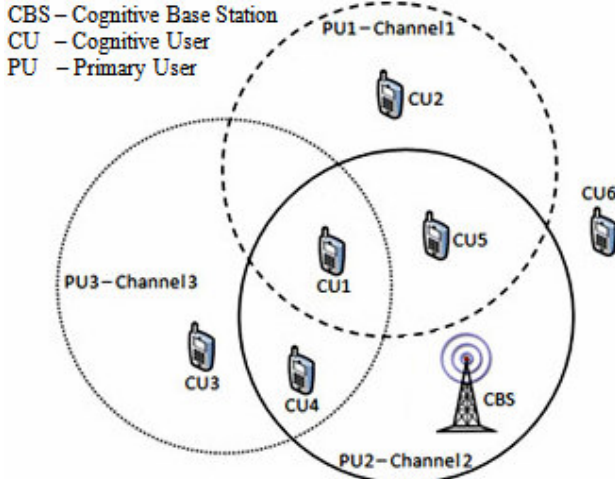 CBS – Cognitive Base Station
CU – Cognitive User
PU – Primary User
PU1–Channel1
CU2
CU6
CU5
PU3–Channel3
CU1
CU3
CU4
CBS
PU2–Channel2